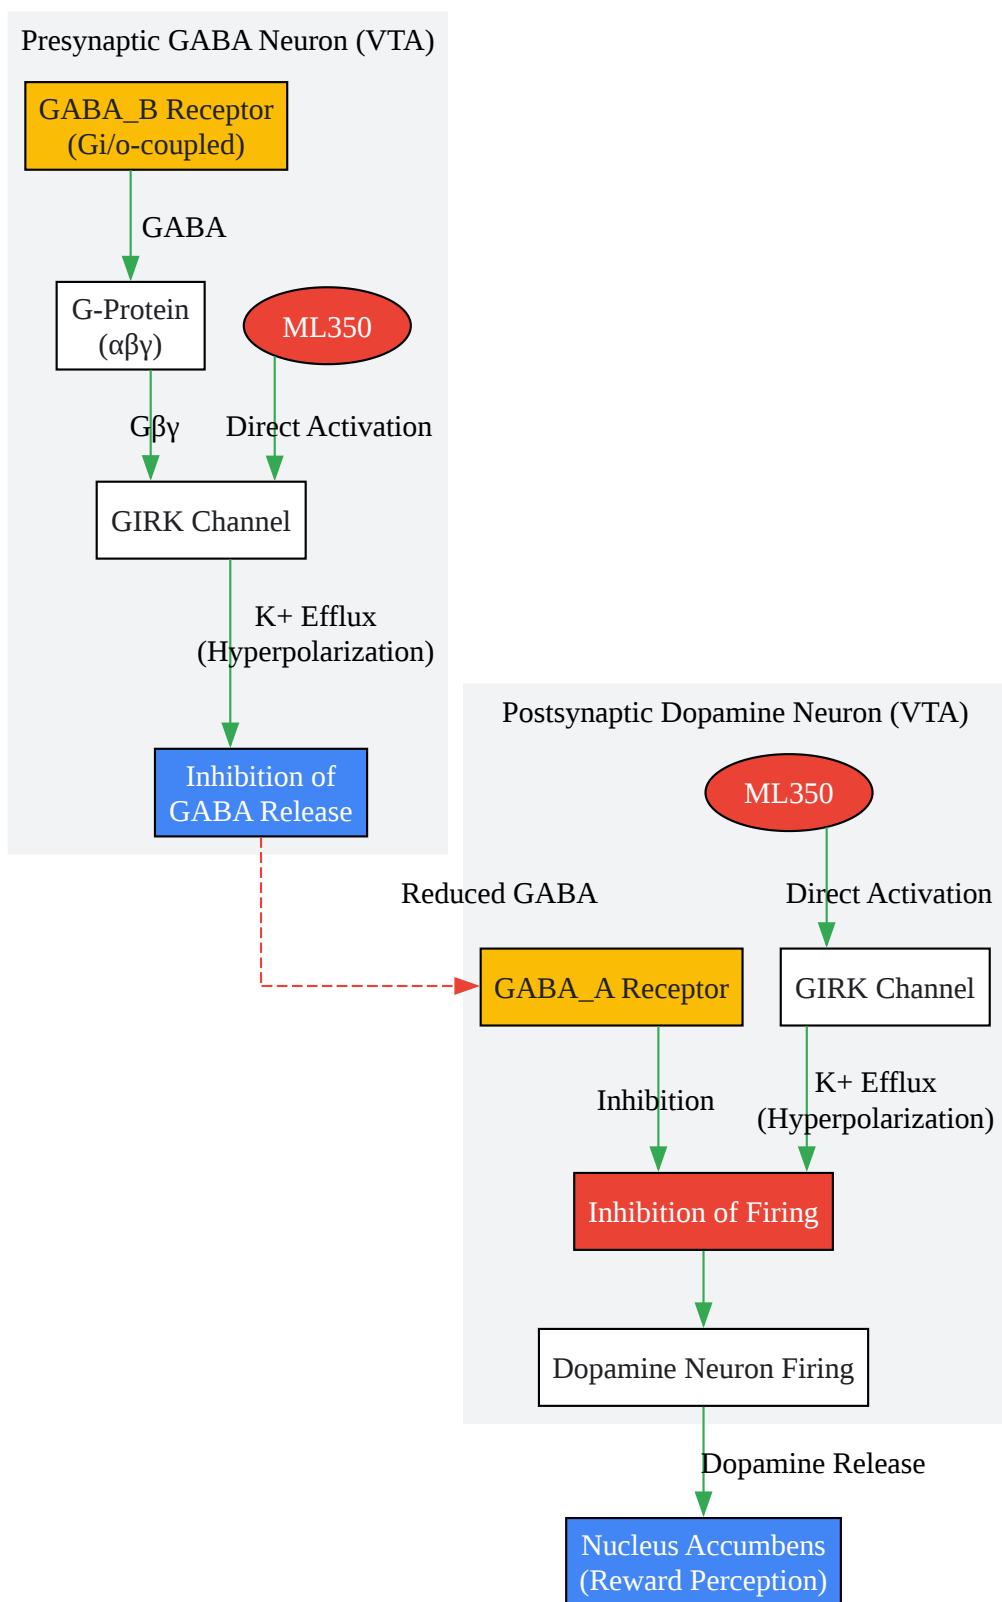 Presynaptic GABA Neuron (VTA)
GABA_B Receptor
(Gi/o-coupled)
GABA
G-Protein
(αβγ)
ML350
Gβγ
Direct Activation
GIRK Channel
K+ Efflux
(Hyperpolarization)
Inhibition of
GABA Release
Postsynaptic Dopamine Neuron (VTA)
ML350
Reduced GABA
Direct Activation
GABA_A Receptor
GIRK Channel
Inhibition
K+ Efflux
(Hyperpolarization)
Inhibition of Firing
Dopamine Neuron Firing
Dopamine Release
Nucleus Accumbens
(Reward Perception)